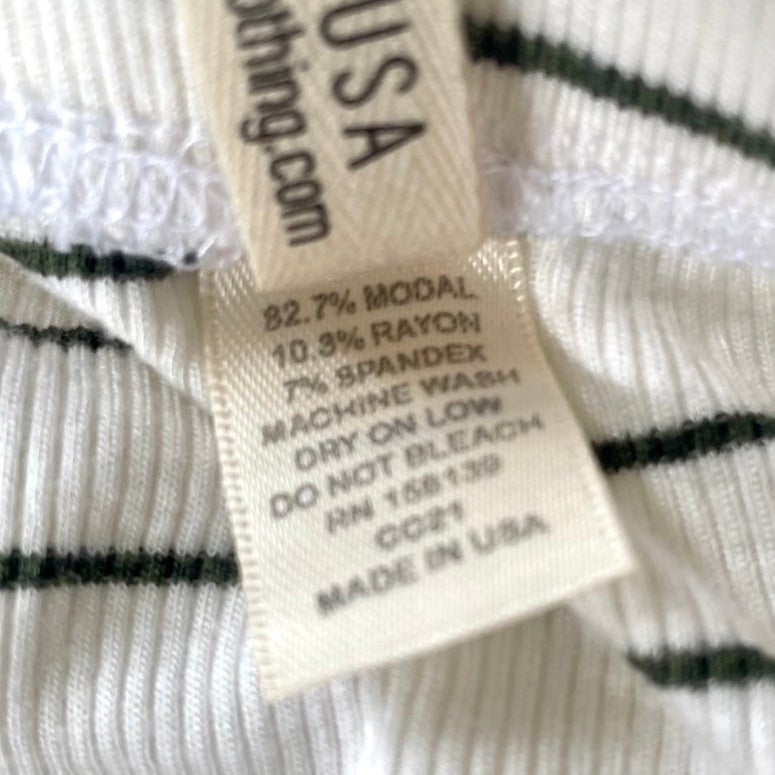 USA
othing.com
82.7% MODAL
10.3% RAYON
7% SPANDEX
MACHINE WASH
DRY ON LOW
DO NOT BLEACH
RN 158139
CC21
MADE IN USA